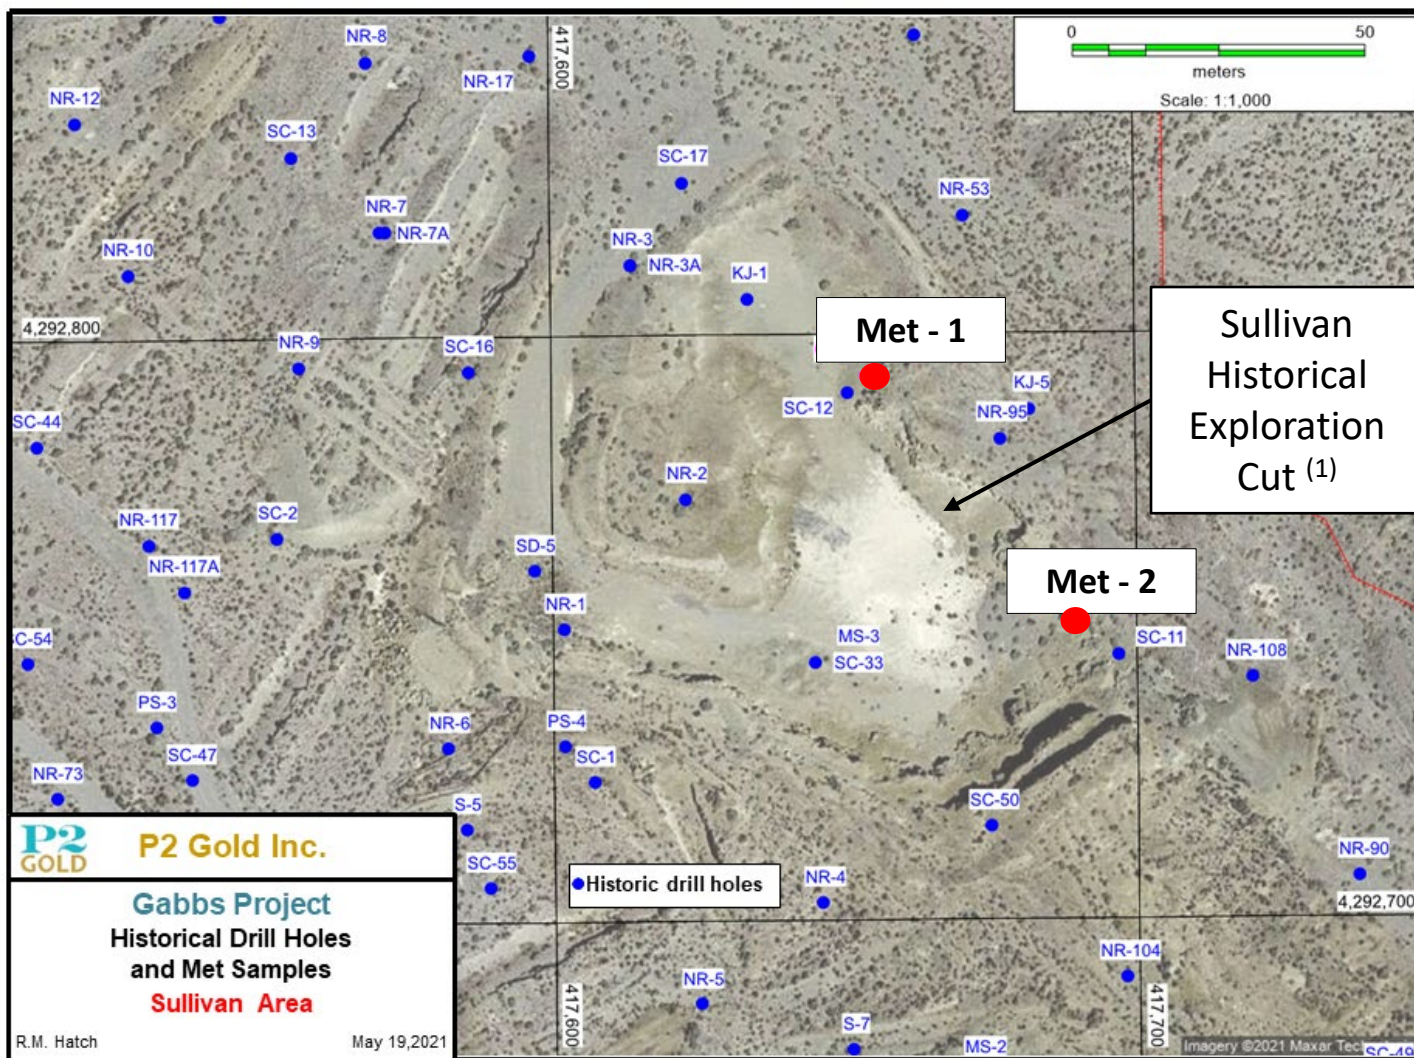 NR-8
NR-17
417,600
0
50
meters
Scale: 1:1,000
NR-12
SC-13
SC-17
NR-53
NR-7
NR-7A
NR-10
NR-3
NR-3A
KJ-1
4,292,800
Met - 1
Sullivan
Historical
Exploration
Cut (1)
NR-9
SC-16
SC-12
KJ-5
NR-95
SC-44
NR-2
NR-117
SC-2
SD-5
NR-117A
NR-1
Met - 2
MS-3
SC-33
SC-11
NR-108
SC-54
PS-3
SC-47
NR-6
PS-4
SC-1
NR-73
S-5
SC-50
P2
GOLD
P2 Gold Inc.
SC-55
Historic drill holes
NR-4
NR-90
4,292,700
Gabbs Project
Historical Drill Holes
and Met Samples
Sullivan Area
NR-104
NR-5
417,600
417,700
S-7
MS-2
R.M. Hatch
May 19,2021
Imagery ©2021 Maxar
SC-49